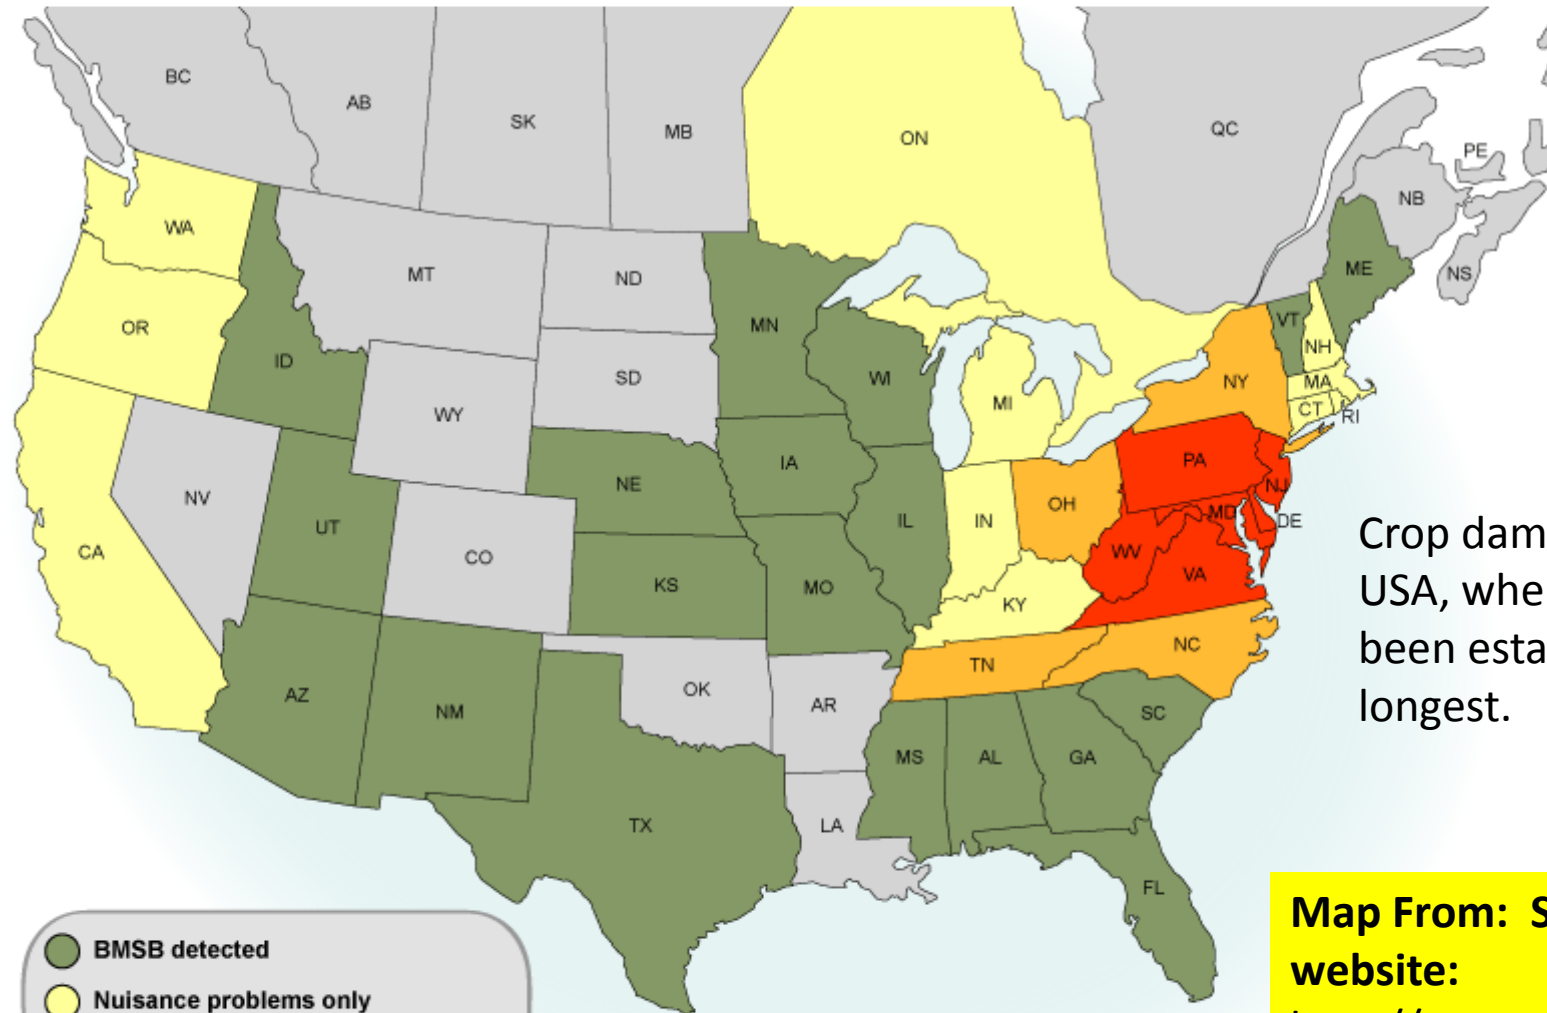 BC
AB
SK
MB
ON
QC
PE
NB
NS
WA
OR
CA
ID
NV
MT
WY
UT
AZ
CO
NM
ND
SD
NE
KS
OK
TX
MN
IA
MO
AR
LA
WI
IL
MI
IN
OH
KY
TN
MS
AL
GA
FL
SC
NC
VA
WV
MD
DE
PA
NJ
NY
CT
RI
MA
VT
NH
ME
Crop dam
USA, whe
been esta
longest.
BMSB detected
Nuisance problems only
Map From: S
website: